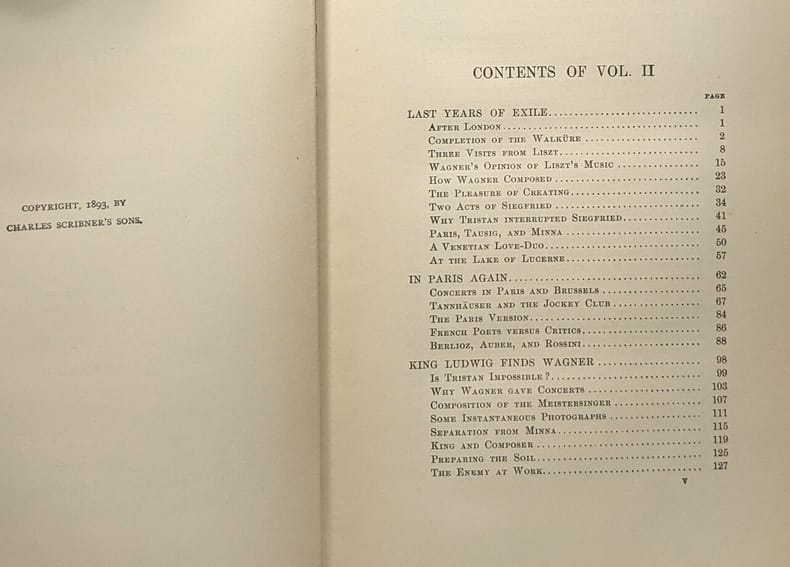 COPYRIGHT, 1893, BY
CHARLES SCRIBNER'S SONS.
CONTENTS OF VOL. II
PAGE
LAST YEARS OF EXILE............................ 1
AFTER LONDON..................................... 1
COMPLETION OF THE WALKÜRE ..................... 2
THREE VISITS FROM LISZT.......................... 8
WAGNER'S OPINION OF LISZT'S MUSIC ............... 15
HOW WAGNER COMPOSED ........................... 23
THE PLEASURE OF CREATING........................ 32
TWO ACTS OF SIEGFRIED ........................... 34
WHY TRISTAN INTERRUPTED SIEGFRIED.............. 41
PARIS, TAUSIG, AND MINNA ........................ 45
A VENETIAN LOVE-DUO............................. 50
AT THE LAKE OF LUCERNE......................... 57
IN PARIS AGAIN.................................... 62
CONCERTS IN PARIS AND BRUSSELS .................. 65
TANNHÄUSER AND THE JOCKEY CLUB ................ 67
THE PARIS VERSION................................ 84
FRENCH POETS VERSUS CRITICS...................... 86
BERLIOZ, AUBER, AND ROSSINI...................... 88
KING LUDWIG FINDS WAGNER ................... 98
IS TRISTAN IMPOSSIBLE?............................ 99
WHY WAGNER GAVE CONCERTS ..................... 103
COMPOSITION OF THE MEISTERSINGER ................ 107
SOME INSTANTANEOUS PHOTOGRAPHS ................. 111
SEPARATION FROM MINNA........................... 115
KING AND COMPOSER ............................... 119
PREPARING THE SOIL............................... 125
THE ENEMY AT WORK.............................. 127
v